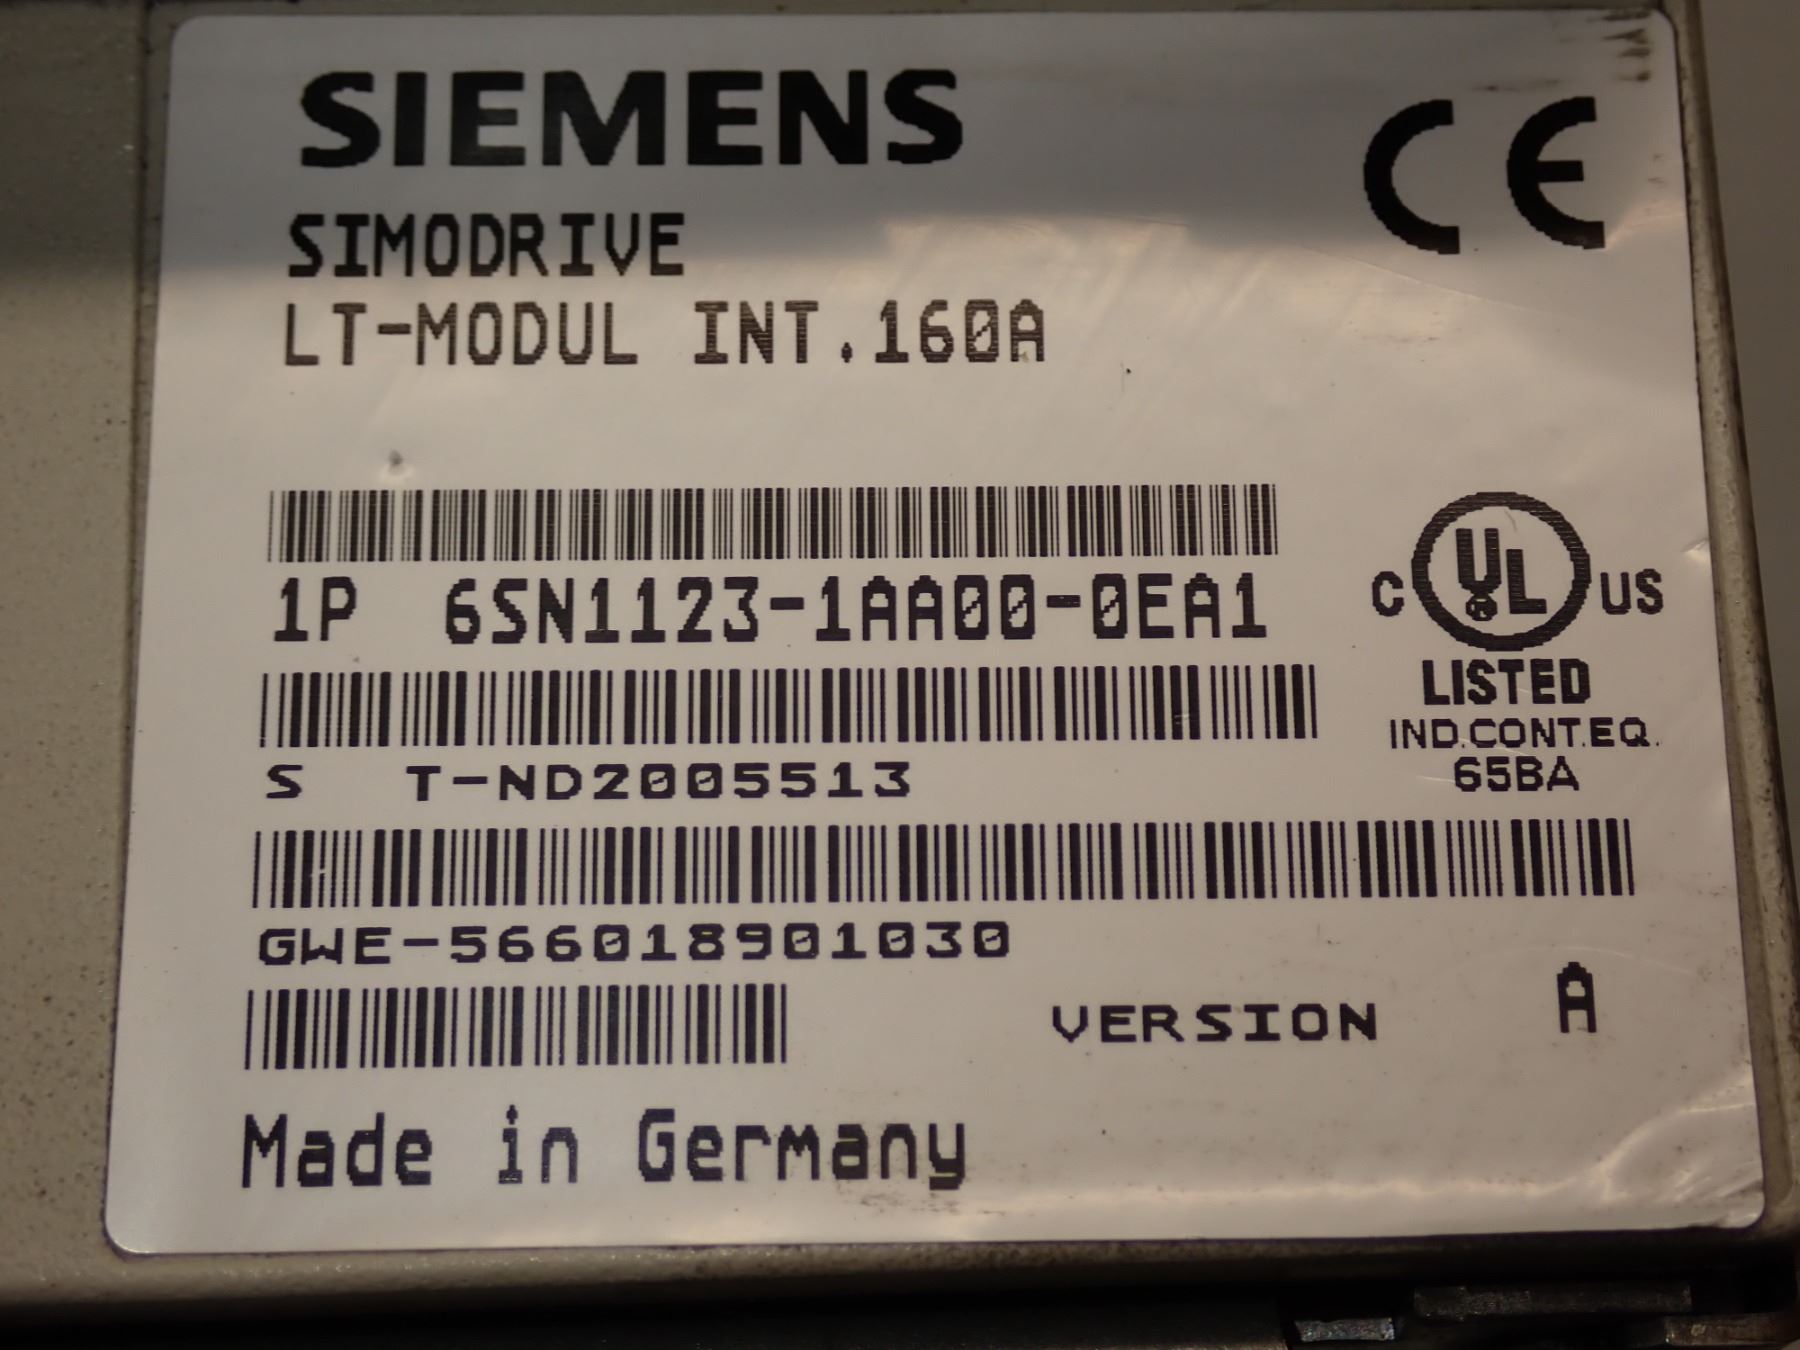 SIEMENS
CE
SIMODRIVE
LT-MODUL INT.160A
1P 6SN1123-1AA00-0EA1
C UL US
LISTED
IND.CONT.EQ.
65BA
S T-ND2005513
GWE-566018901030
VERSION A
Made in Germany